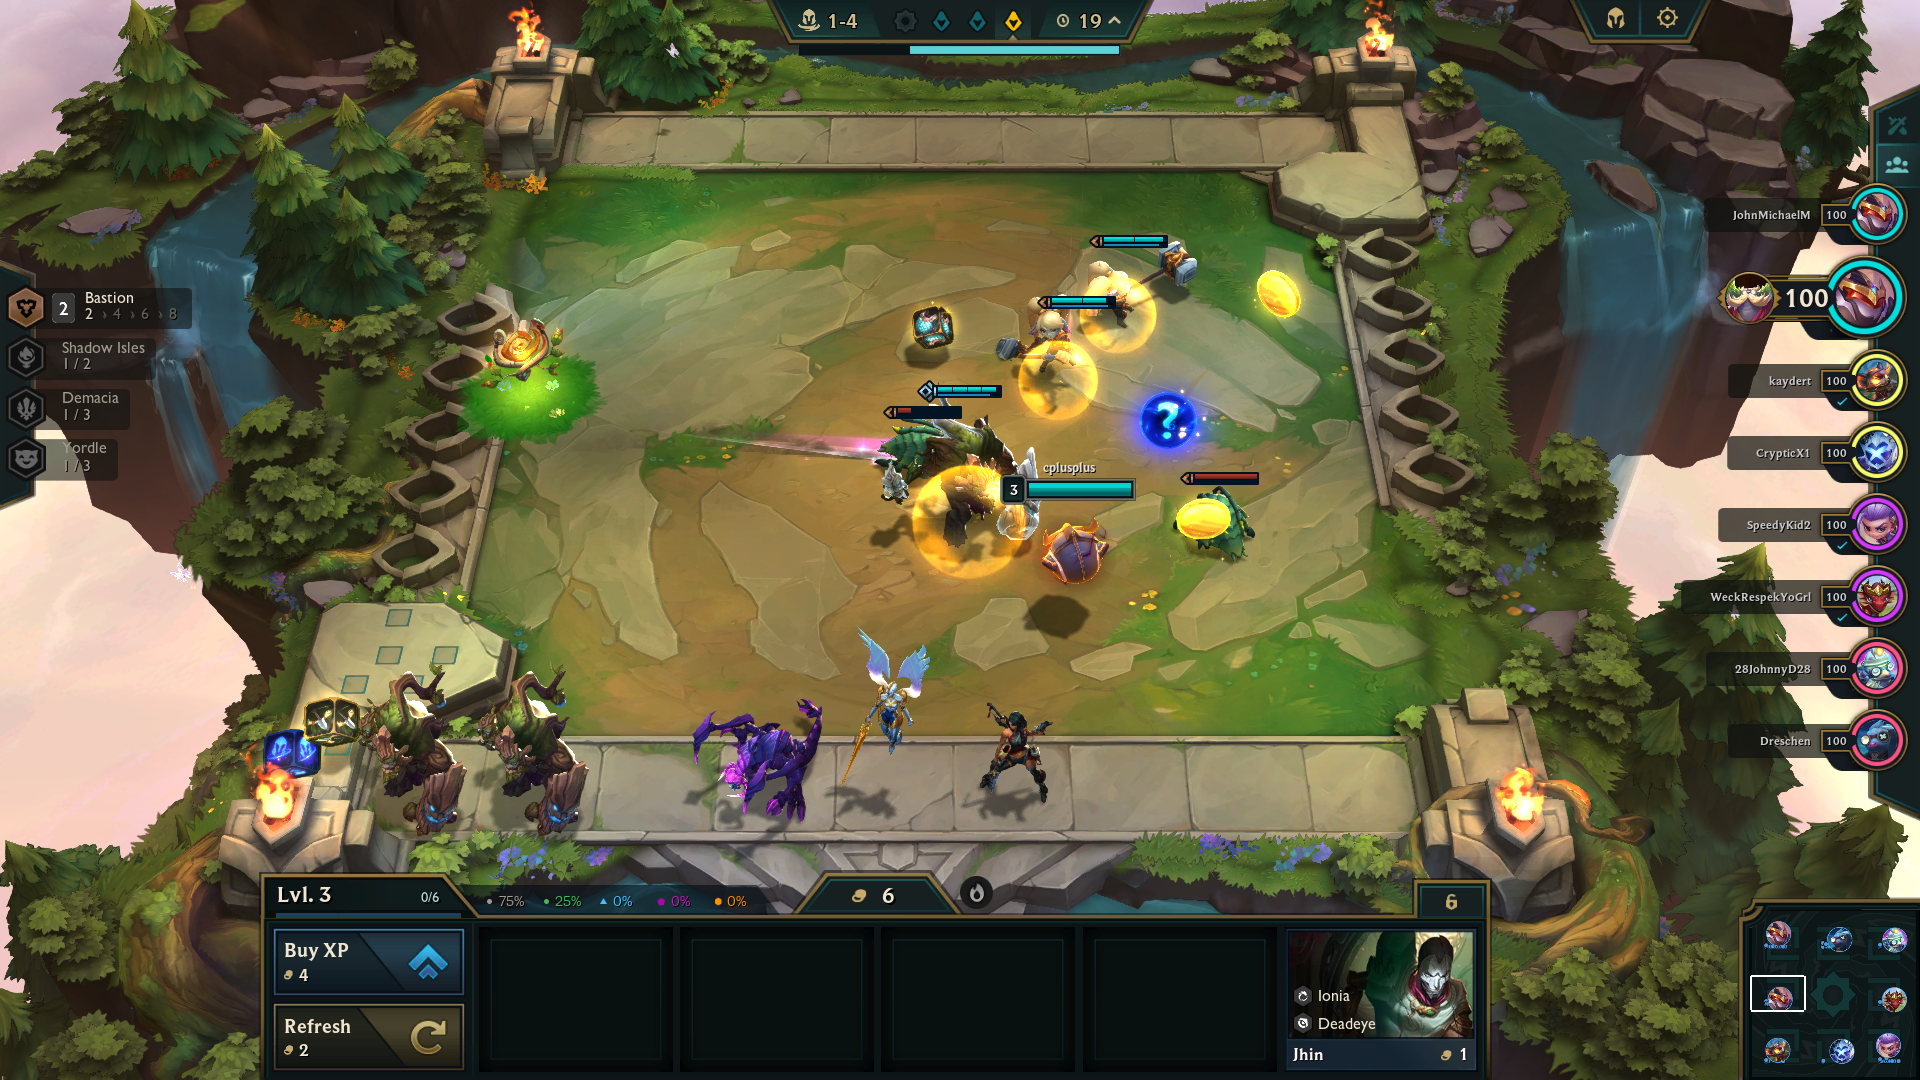 1-4
19
JohnMichaelM
100
100
kaydert
100
CrypticX1
100
SpeedyKid2
100
WeckRespekYoGrl
100
28JohnnyD28
100
Dreschen
100
2
Bastion
2 › 4 › 6 › 8
Shadow Isles
1 / 2
Demacia
1 / 3
Yordle
1 / 3
cplusplus
3
?
Lvl. 3
0/6
75%
25%
0%
0%
0%
6
6
Buy XP
4
Refresh
2
Ionia
Deadeye
Jhin
1